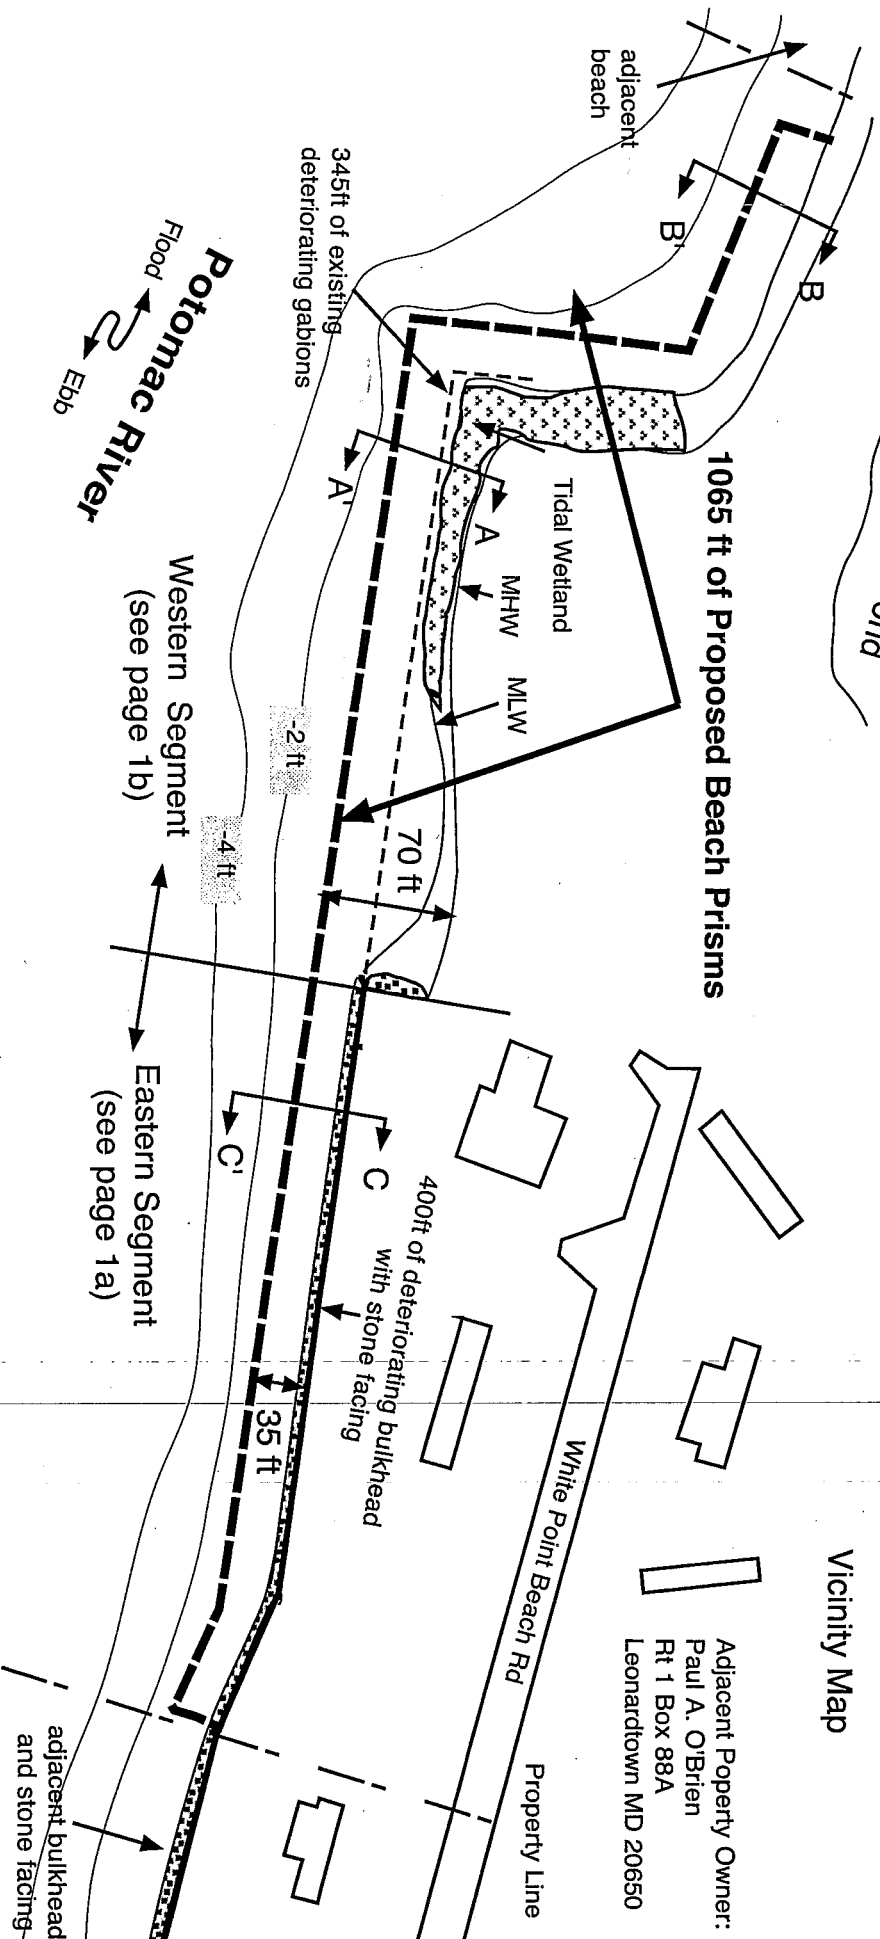 adjacent
beach
B'
B
345ft of existing
deteriorating gabions
Flood
Ebb
Potomac River
1065 ft of Proposed Beach Prisms
Tidal Wetland
A'
A
MHW
MLW
-2 ft
-4 ft
70 ft
Western Segment
(see page 1b)
Eastern Segment
(see page 1a)
C'
C
400ft of deteriorating bulkhead
with stone facing
35 ft
White Point Beach Rd
Vicinity Map
Adjacent Poperty Owner:
Paul A. O'Brien
Rt 1 Box 88A
Leonardtown MD 20650
Property Line
adjacent bulkhead
and stone facing